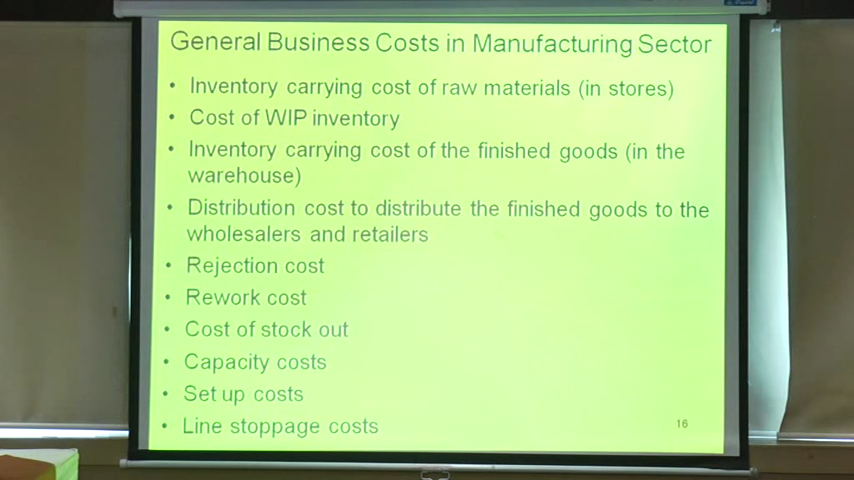 General Business Costs in Manufacturing Sector
• Inventory carrying cost of raw materials (in stores)
• Cost of WIP inventory
• Inventory carrying cost of the finished goods (in the
warehouse)
• Distribution cost to distribute the finished goods to the
wholesalers and retailers
• Rejection cost
• Rework cost
• Cost of stock out
• Capacity costs
• Set up costs
• Line stoppage costs
16